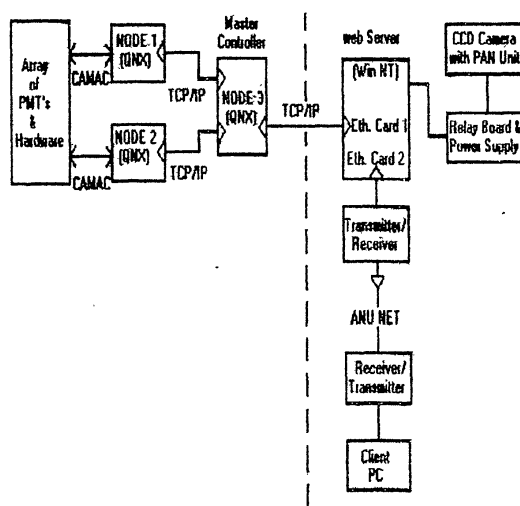 Array
of
PMT's
&
Hardware
CAMAC
CAMAC
NODE-1
(QNX)
NODE 2
(QNX)
TCP/IP
TCP/IP
Master
Controller
NODE-3
(QNX)
TCP/IP
web Server
(Win NT)
Eth. Card 1
Eth. Card 2
CCD Camera
with PAN Unit
Relay Board &
Power Supply
Transmitter/
Receiver
ANU NET
Receiver/
Transmitter
Client
PC